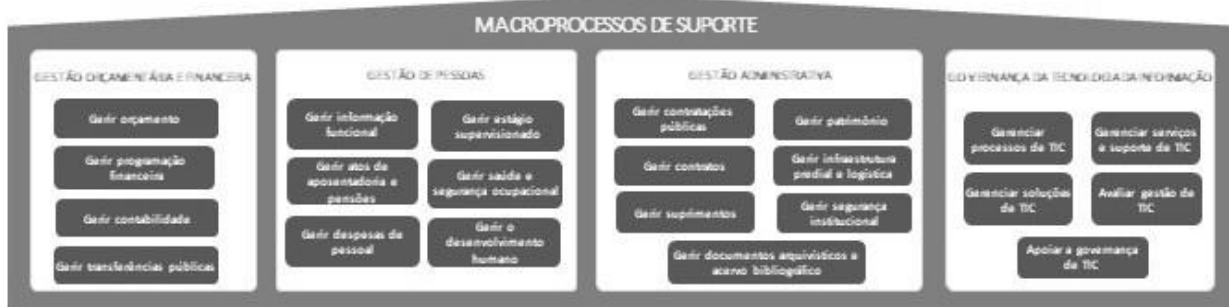 MACROPROCESSOS DE SUPORTE
GESTÃO ORÇAMENTÁRIA E FINANCEIRA
Gerir orçamento
Gerir programação
financeira
Gerir contabilidade
Gerir transferências públicas
GESTÃO DE PESSOAS
Gerir informação
funcional
Gerir estágio
supervisionado
Gerir atos de
aposentadoria e
pensões
Gerir saúde e
segurança ocupacional
Gerir despesas de
pessoal
Gerir o
desenvolvimento
humano
GESTÃO ADMINISTRATIVA
Gerir contratações
públicas
Gerir patrimônio
Gerir contratos
Gerir infraestrutura
predial e logística
Gerir suprimentos
Gerir segurança
institucional
Gerir documentos arquivísticos e
acervo bibliográfico
GOVERNANÇA DA TECNOLOGIA DA INFORMAÇÃO
Gerenciar
processos de TIC
Gerenciar serviços
e suporte de TIC
Gerenciar soluções
de TIC
Avaliar gestão de
TIC
Apoiar a governança
de TIC